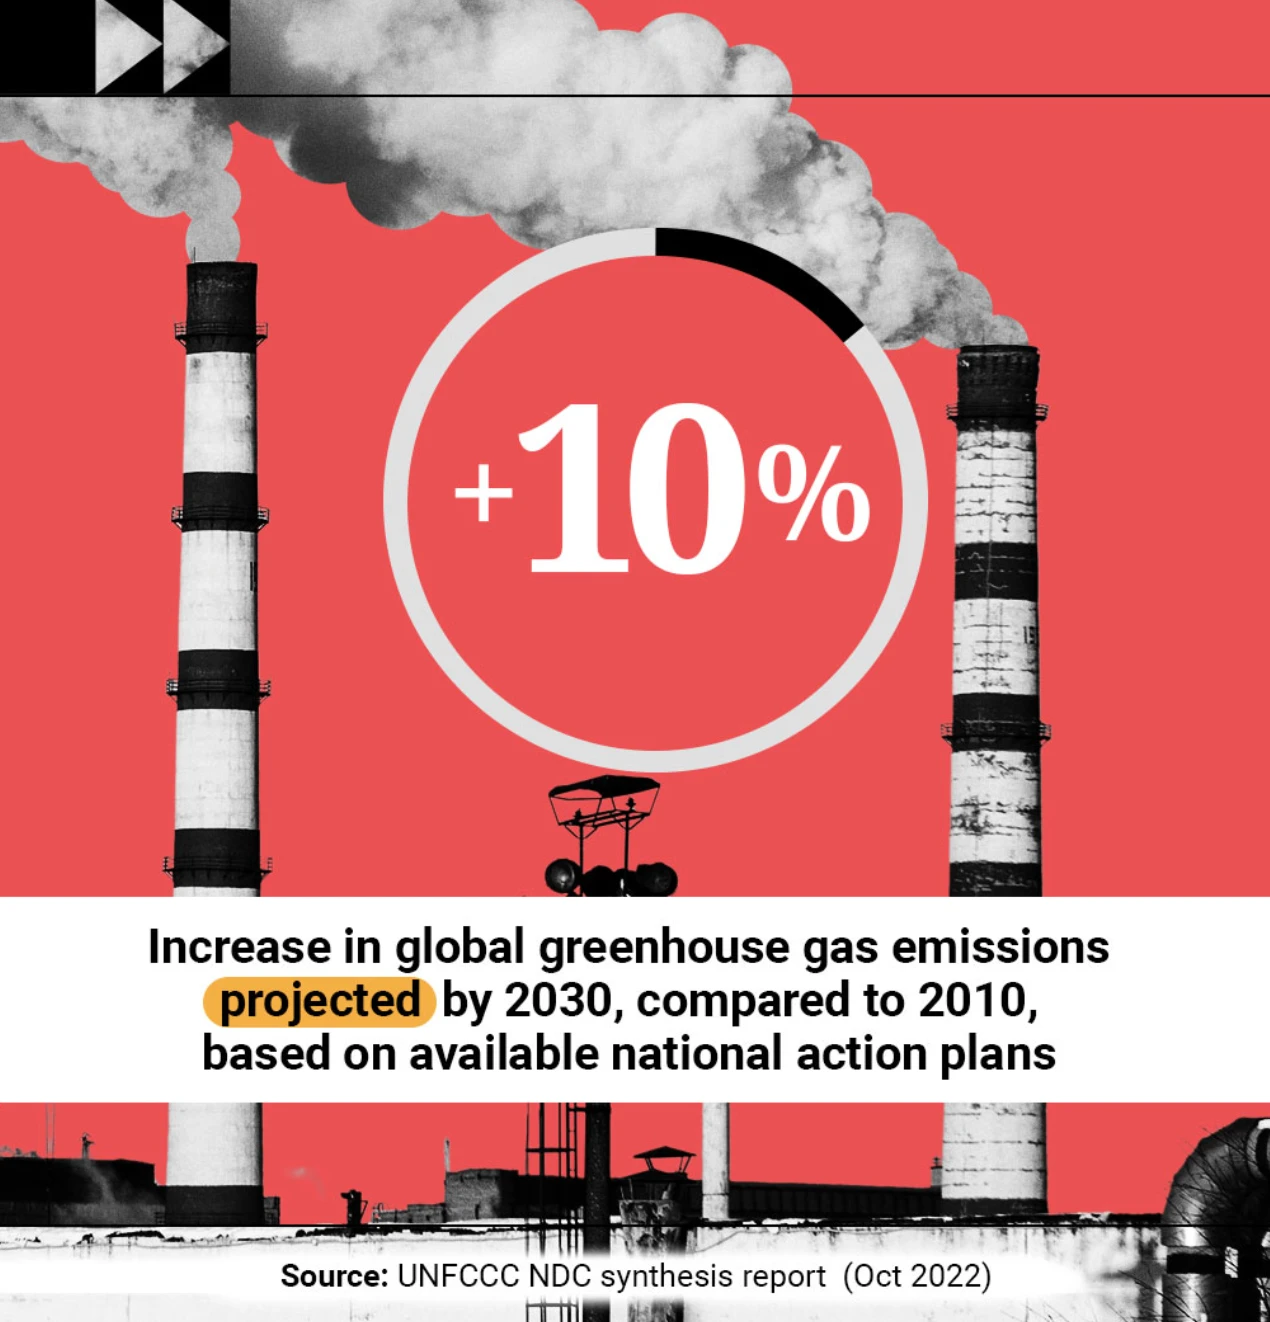 +10%
Increase in global greenhouse gas emissions
projected by 2030, compared to 2010,
based on available national action plans
Source: UNFCCC NDC synthesis report (Oct 2022)